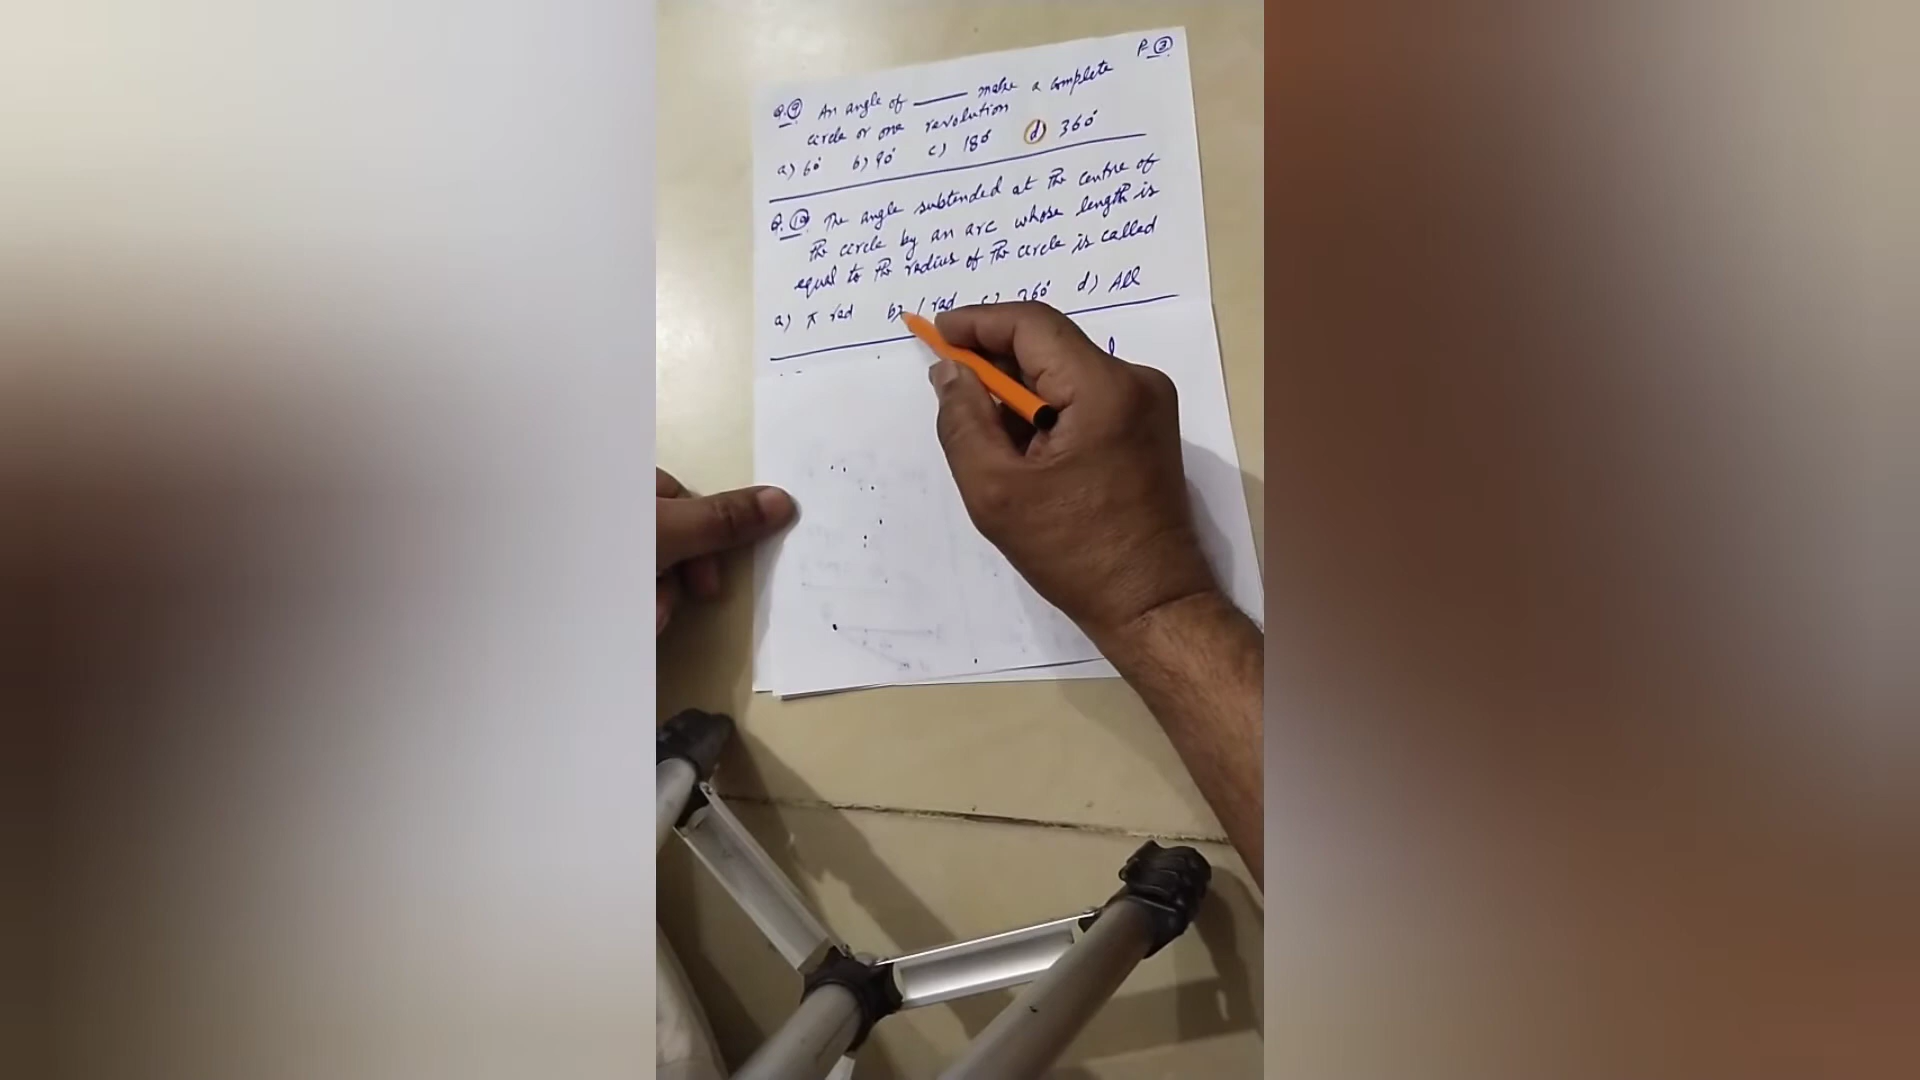 P-3
Q.9 An angle of ____ make a complete
circle or one revolution
a) 60° b) 90° c) 180° d) 360°
Q.10 The angle subtended at the centre of
the circle by an arc whose length is
equal to the radius of the circle is called
a) π rad b) 1 rad c) 360° d) All